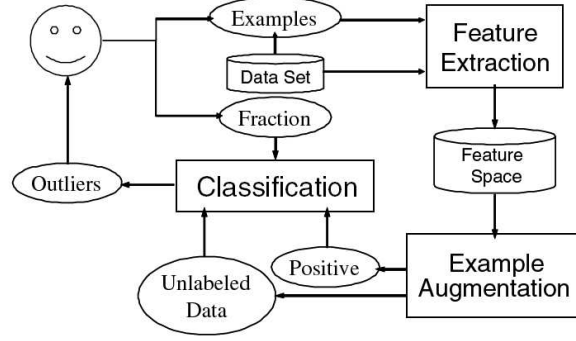 Examples
Feature
Extraction
Data Set
Fraction
Feature
Space
Outliers
Classification
Positive
Example
Augmentation
Unlabeled
Data